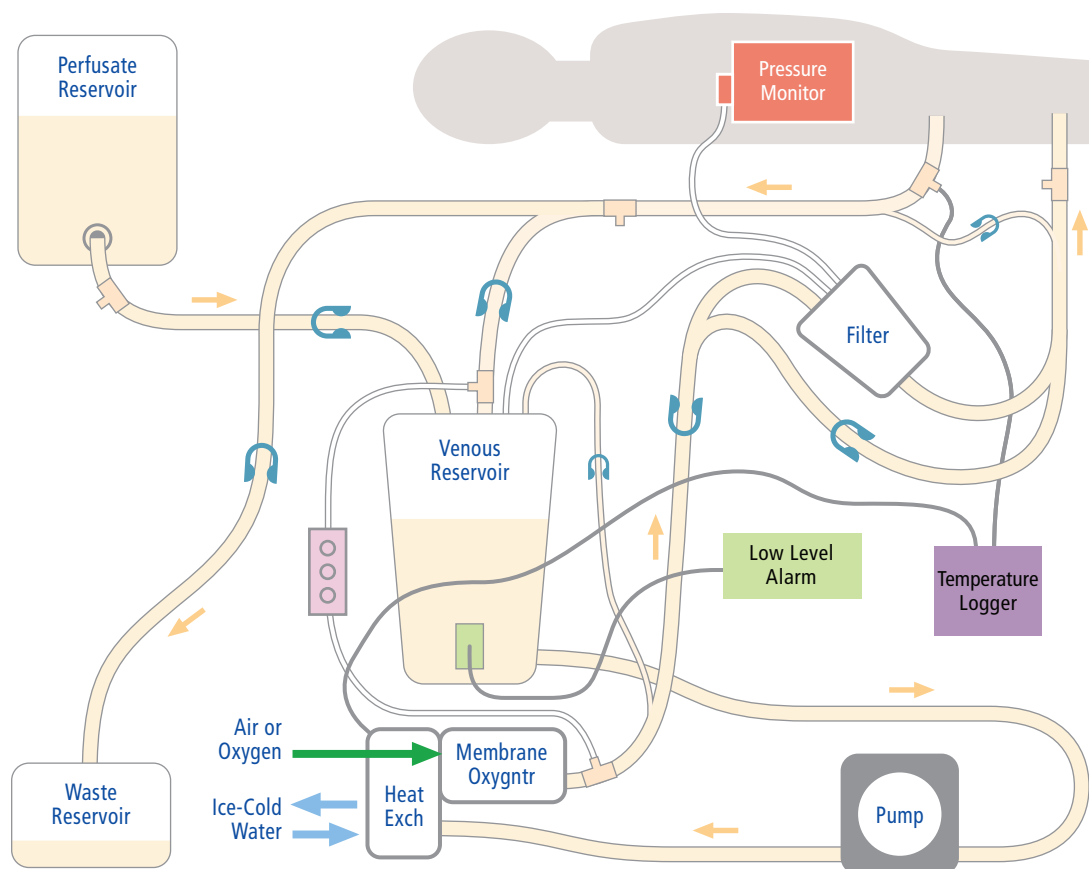 Perfusate
Reservoir
Pressure
Monitor
Filter
Venous
Reservoir
Low Level
Alarm
Temperature
Logger
Air or
Oxygen
Membrane
Oxygntr
Heat
Exch
Ice-Cold
Water
Waste
Reservoir
Pump